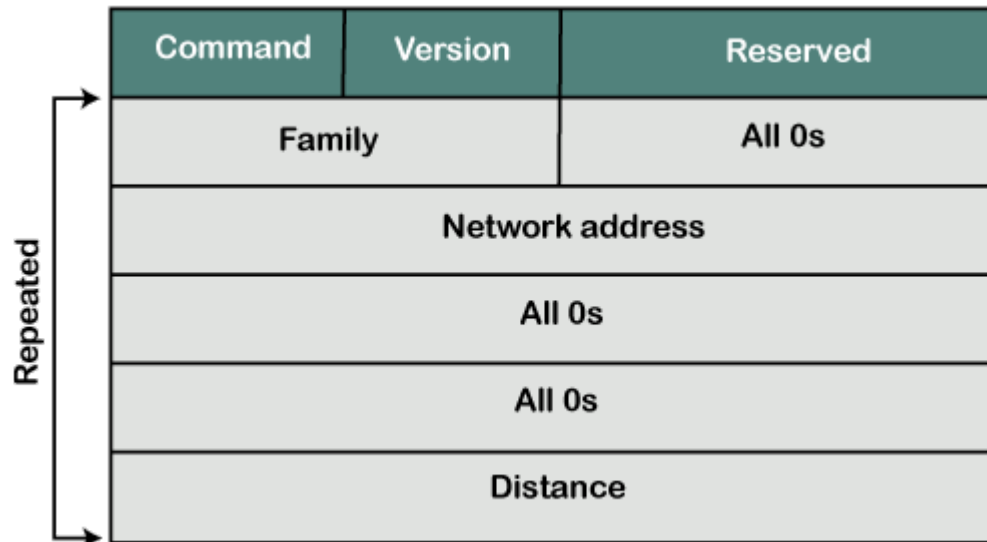 Command Version Reserved
Family All 0s
Network address
All 0s
All 0s
Distance
Repeated